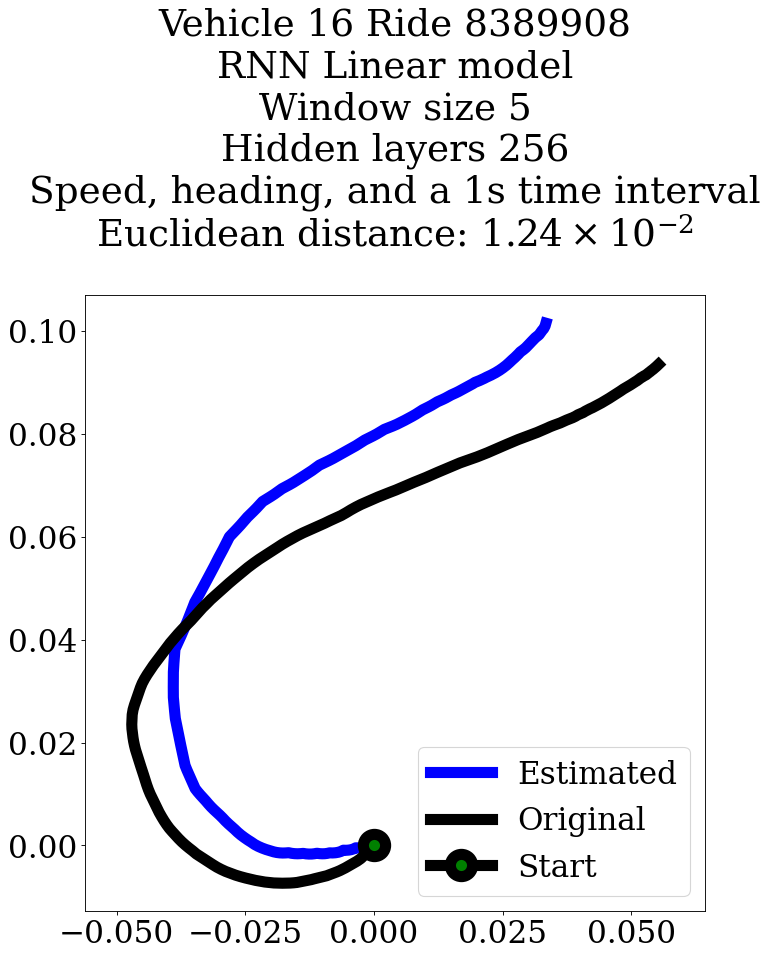 Vehicle 16 Ride 8389908
RNN Linear model
Window size 5
Hidden layers 256
Speed, heading, and a 1s time interval
Euclidean distance: 1.24 × 10⁻²
0.10
0.08
0.06
0.04
0.02
0.00
Estimated
Original
Start
−0.050 −0.025 0.000 0.025 0.050